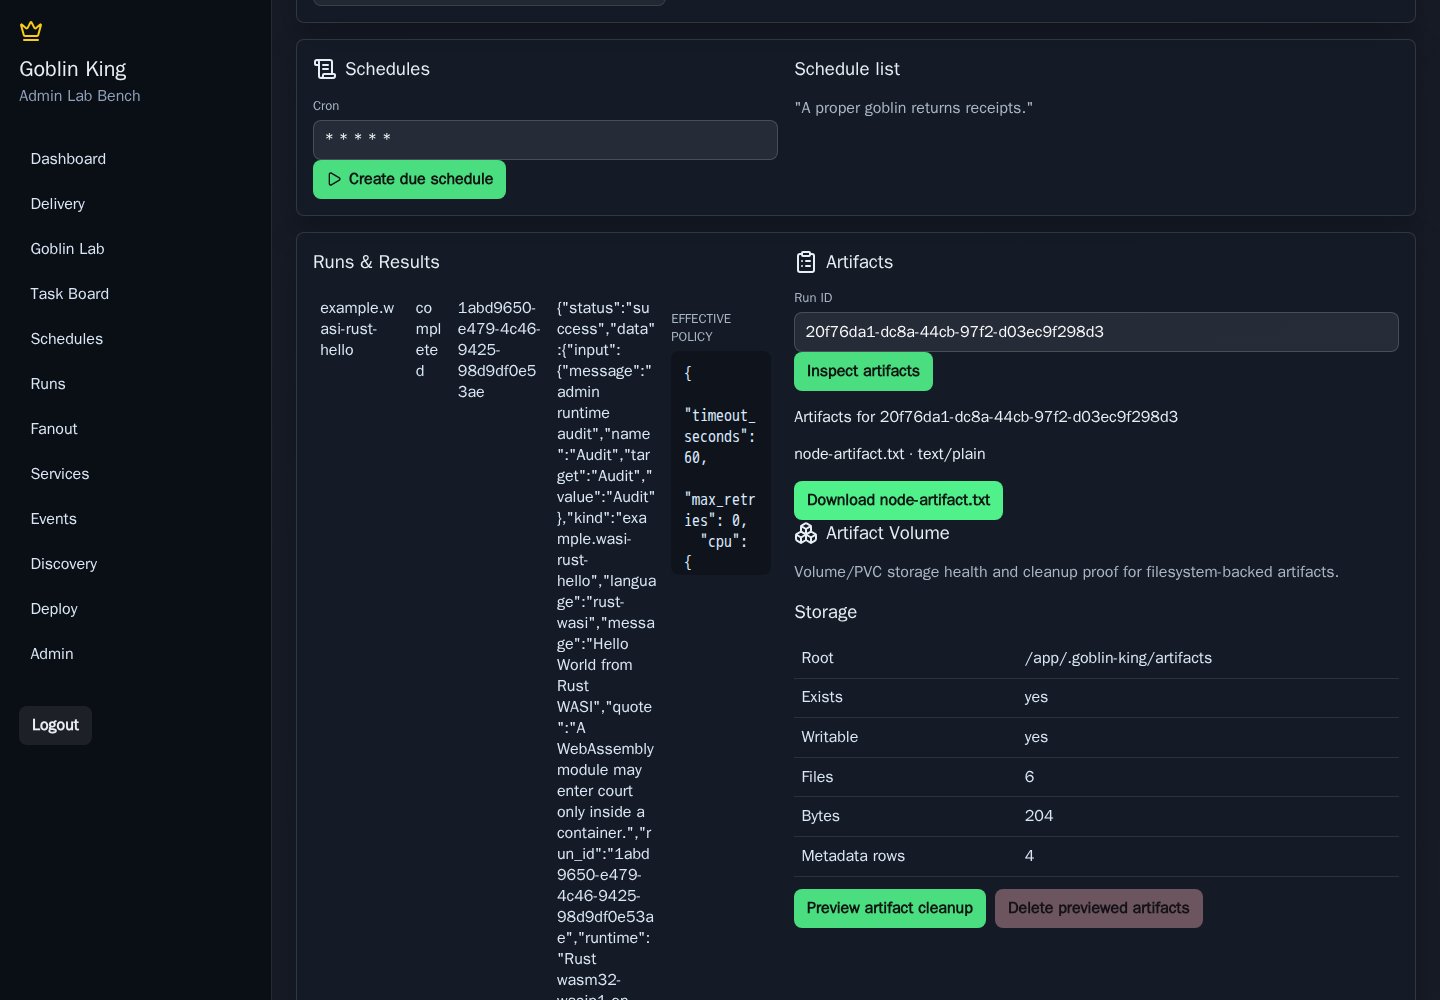 Goblin King
Admin Lab Bench
Dashboard
Delivery
Goblin Lab
Task Board
Schedules
Runs
Fanout
Services
Events
Discovery
Deploy
Admin
Logout
Schedules
Cron
* * * * *
Create due schedule
Schedule list
"A proper goblin returns receipts."
Runs & Results
example.w
asi-rust-
hello
co
mpl
ete
d
1abd9650-
e479-4c46-
9425-
98d9df0e5
3ae
{"status":"su
ccess","data"
:{"input":
{"message":"
admin
runtime
audit","name
":"Audit","tar
get":"Audit","
value":"Audit"
},"kind":"exa
mple.wasi-
rust-
hello","langua
ge":"rust-
wasi","messa
ge":"Hello
World from
Rust
WASI","quote
":"A
WebAssembly
module may
enter court
only inside a
container.","r
un_id":"1abd
9650-e479-
4c46-9425-
98d9df0e53a
e","runtime":
"Rust
wasm32-
wasip1 on
EFFECTIVE
POLICY
{
"timeout_
seconds":
60,
"max_retr
ies": 0,
"cpu":
{
Artifacts
Run ID
20f76da1-dc8a-44cb-97f2-d03ec9f298d3
Inspect artifacts
Artifacts for 20f76da1-dc8a-44cb-97f2-d03ec9f298d3
node-artifact.txt · text/plain
Download node-artifact.txt
Artifact Volume
Volume/PVC storage health and cleanup proof for filesystem-backed artifacts.
Storage
Root /app/.goblin-king/artifacts
Exists yes
Writable yes
Files 6
Bytes 204
Metadata rows 4
Preview artifact cleanup
Delete previewed artifacts